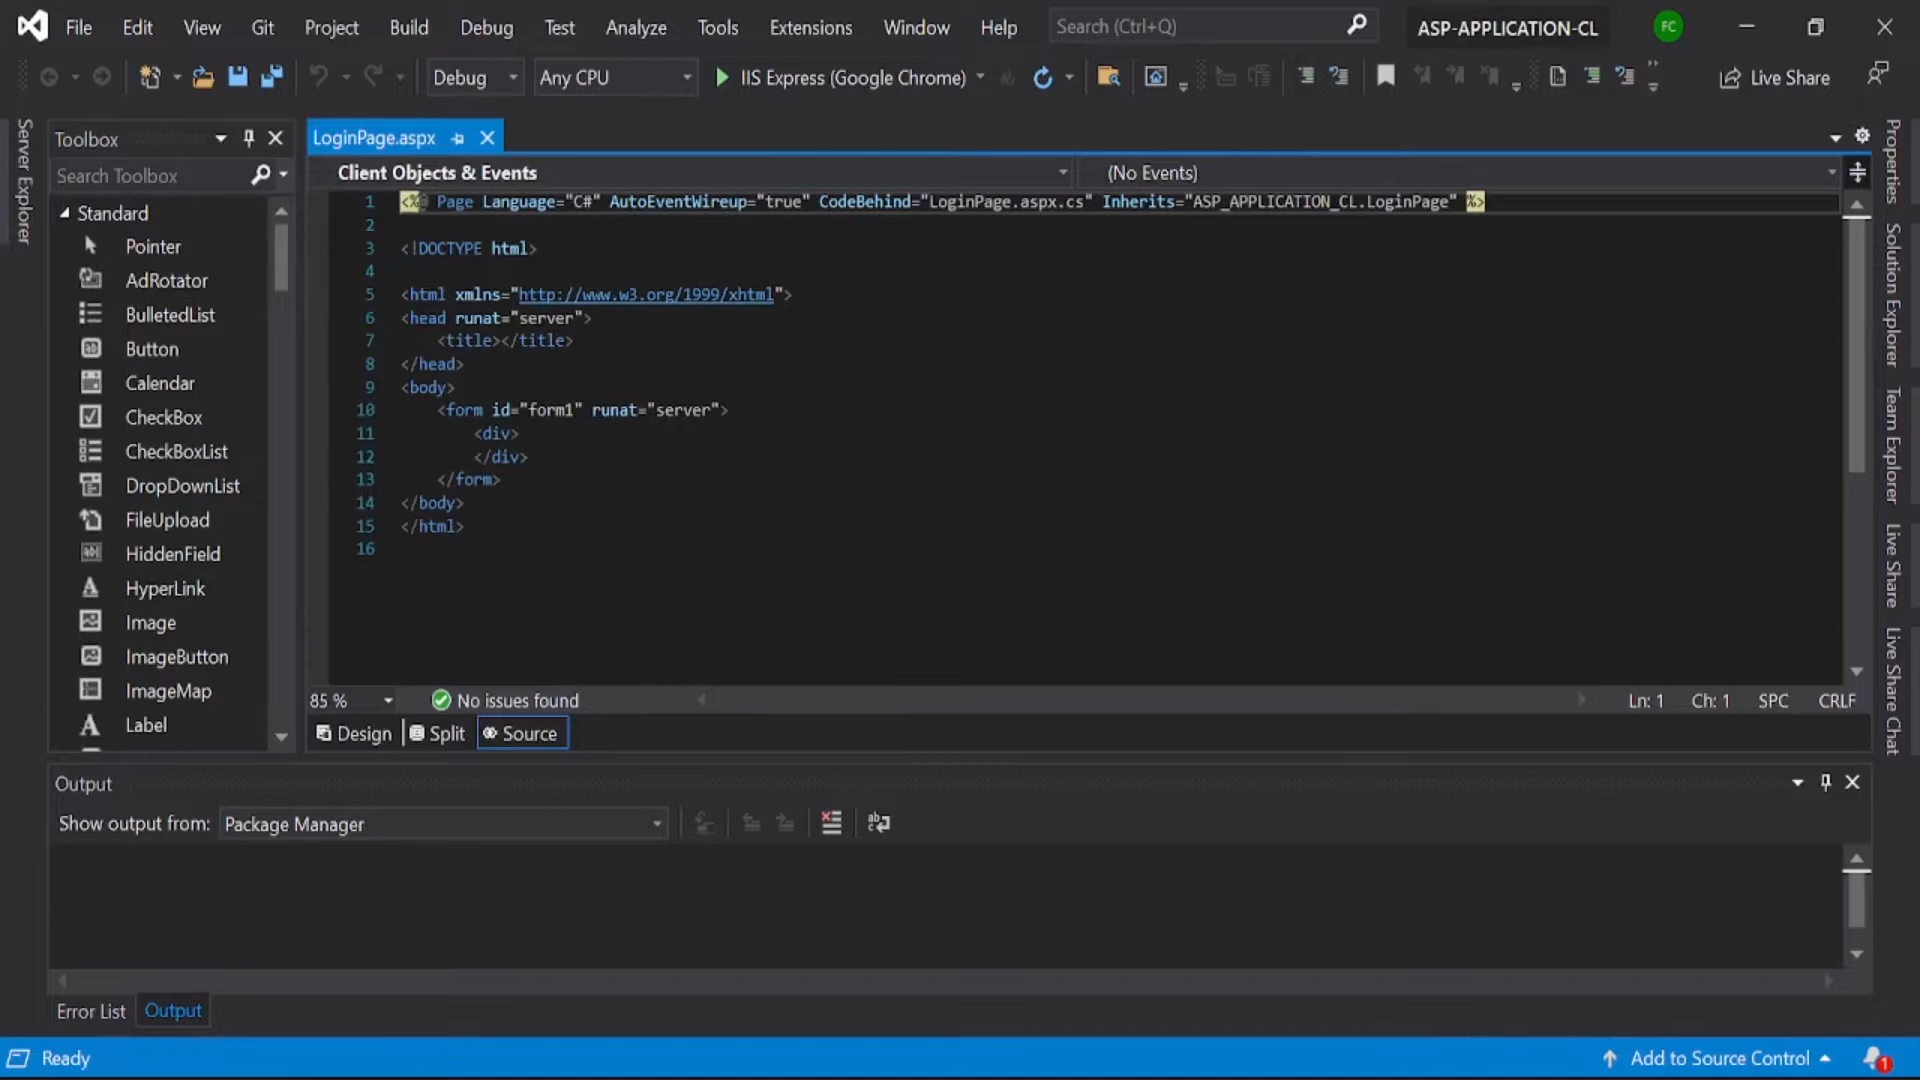 File Edit View Git Project Build Debug Test Analyze Tools Extensions Window Help Search (Ctrl+Q) ASP-APPLICATION-CL FC
Debug Any CPU IIS Express (Google Chrome) Live Share
Server Explorer
Toolbox
Search Toolbox
Standard
Pointer
AdRotator
BulletedList
Button
Calendar
CheckBox
CheckBoxList
DropDownList
FileUpload
HiddenField
HyperLink
Image
ImageButton
ImageMap
Label
LoginPage.aspx
Client Objects & Events (No Events)
1 <%@ Page Language="C#" AutoEventWireup="true" CodeBehind="LoginPage.aspx.cs" Inherits="ASP_APPLICATION_CL.LoginPage" %>
2
3 <!DOCTYPE html>
4
5 <html xmlns="http://www.w3.org/1999/xhtml">
6 <head runat="server">
7 <title></title>
8 </head>
9 <body>
10 <form id="form1" runat="server">
11 <div>
12 </div>
13 </form>
14 </body>
15 </html>
16
85 % No issues found Ln: 1 Ch: 1 SPC CRLF
Design Split Source
Properties
Solution Explorer
Team Explorer
Live Share
Live Share Chat
Output
Show output from: Package Manager
Error List Output
Ready Add to Source Control 1